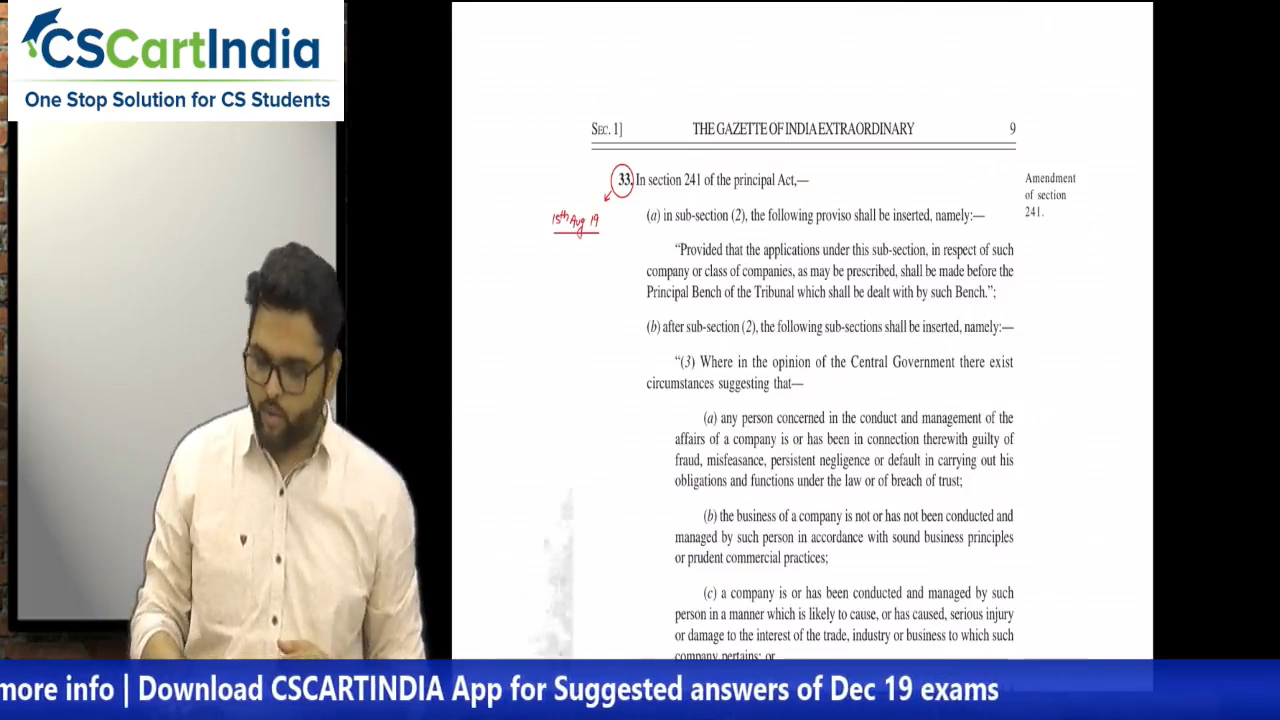 CSCartIndia
One Stop Solution for CS Students
SEC. 1] THE GAZETTE OF INDIA EXTRAORDINARY 9
33. In section 241 of the principal Act,—
Amendment
of section
241.
15th Aug 19
(a) in sub-section (2), the following proviso shall be inserted, namely:—
“Provided that the applications under this sub-section, in respect of such
company or class of companies, as may be prescribed, shall be made before the
Principal Bench of the Tribunal which shall be dealt with by such Bench.”;
(b) after sub-section (2), the following sub-sections shall be inserted, namely:—
“(3) Where in the opinion of the Central Government there exist
circumstances suggesting that—
(a) any person concerned in the conduct and management of the
affairs of a company is or has been in connection therewith guilty of
fraud, misfeasance, persistent negligence or default in carrying out his
obligations and functions under the law or of breach of trust;
(b) the business of a company is not or has not been conducted and
managed by such person in accordance with sound business principles
or prudent commercial practices;
(c) a company is or has been conducted and managed by such
person in a manner which is likely to cause, or has caused, serious injury
or damage to the interest of the trade, industry or business to which such
company pertains; or
more info | Download CSCARTINDIA App for Suggested answers of Dec 19 exams